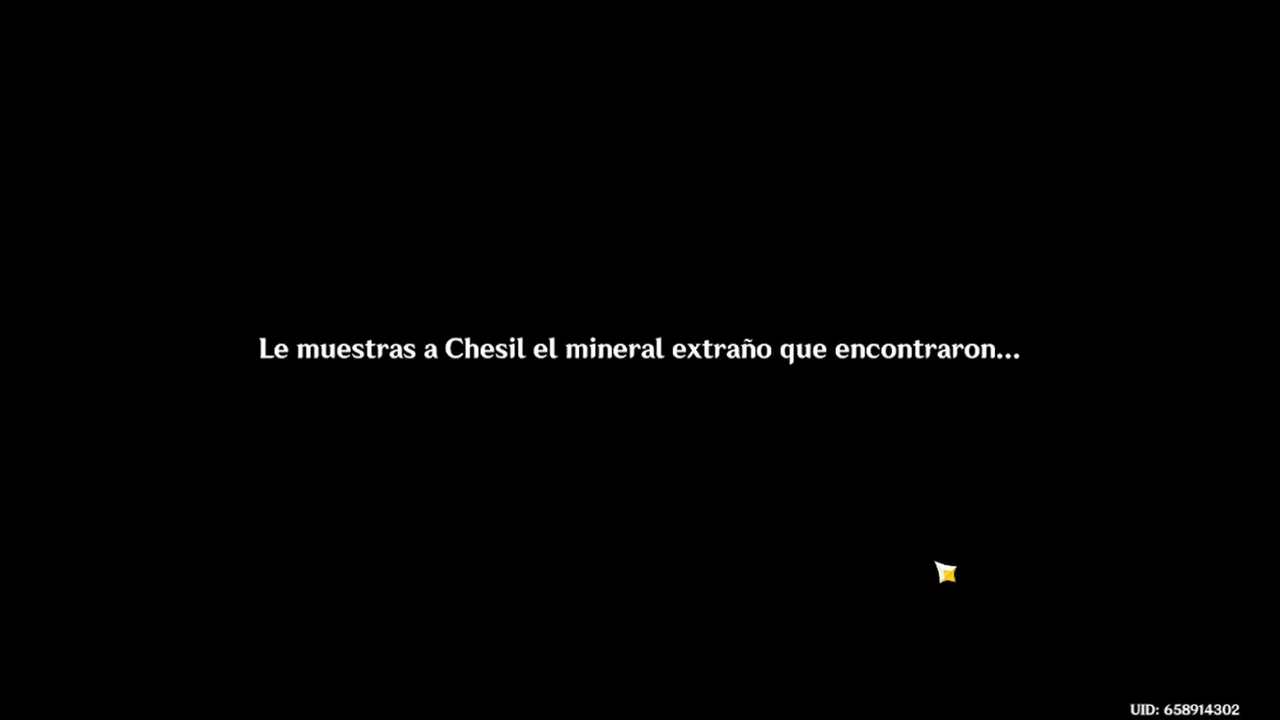 Le muestras a Chesil el mineral extraño que encontraron...
UID: 658914302